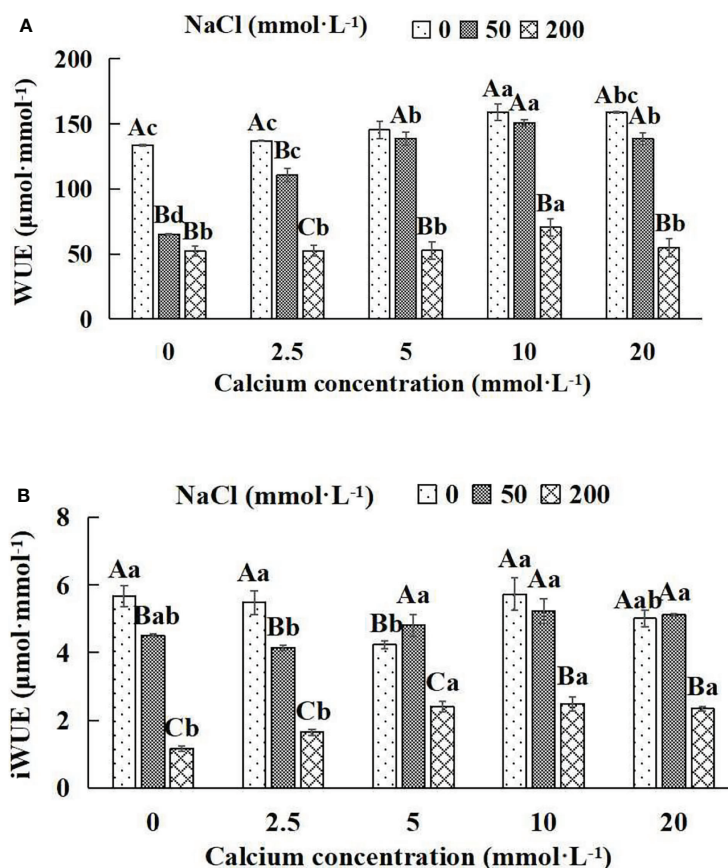 A
NaCl (mmol·L⁻¹) 0 50 200
WUE (μmol·mmol⁻¹)
200
150
100
50
0
Ac Bd Bb
Ac Bc Cb
Ab Bb
Aa Aa Ba
Abc Ab Bb
0 2.5 5 10 20
Calcium concentration (mmol·L⁻¹)
B
NaCl (mmol·L⁻¹) 0 50 200
iWUE (μmol·mmol⁻¹)
8
6
4
2
0
Aa Bab Cb
Aa Bb Cb
Bb Aa Ca
Aa Aa Ba
Aab Aa Ba
0 2.5 5 10 20
Calcium concentration (mmol·L⁻¹)